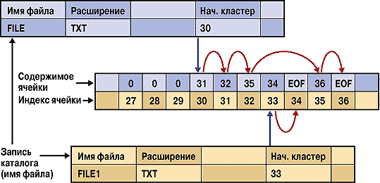 Имя файла Расширение Нач. кластер
FILE TXT 30
Содержимое ячейки 0 0 0 31 32 35 34 EOF 36 EOF
Индекс ячейки 27 28 29 30 31 32 33 34 35 36
Запись каталога (имя файла)
Имя файла Расширение Нач. кластер
FILE1 TXT 33